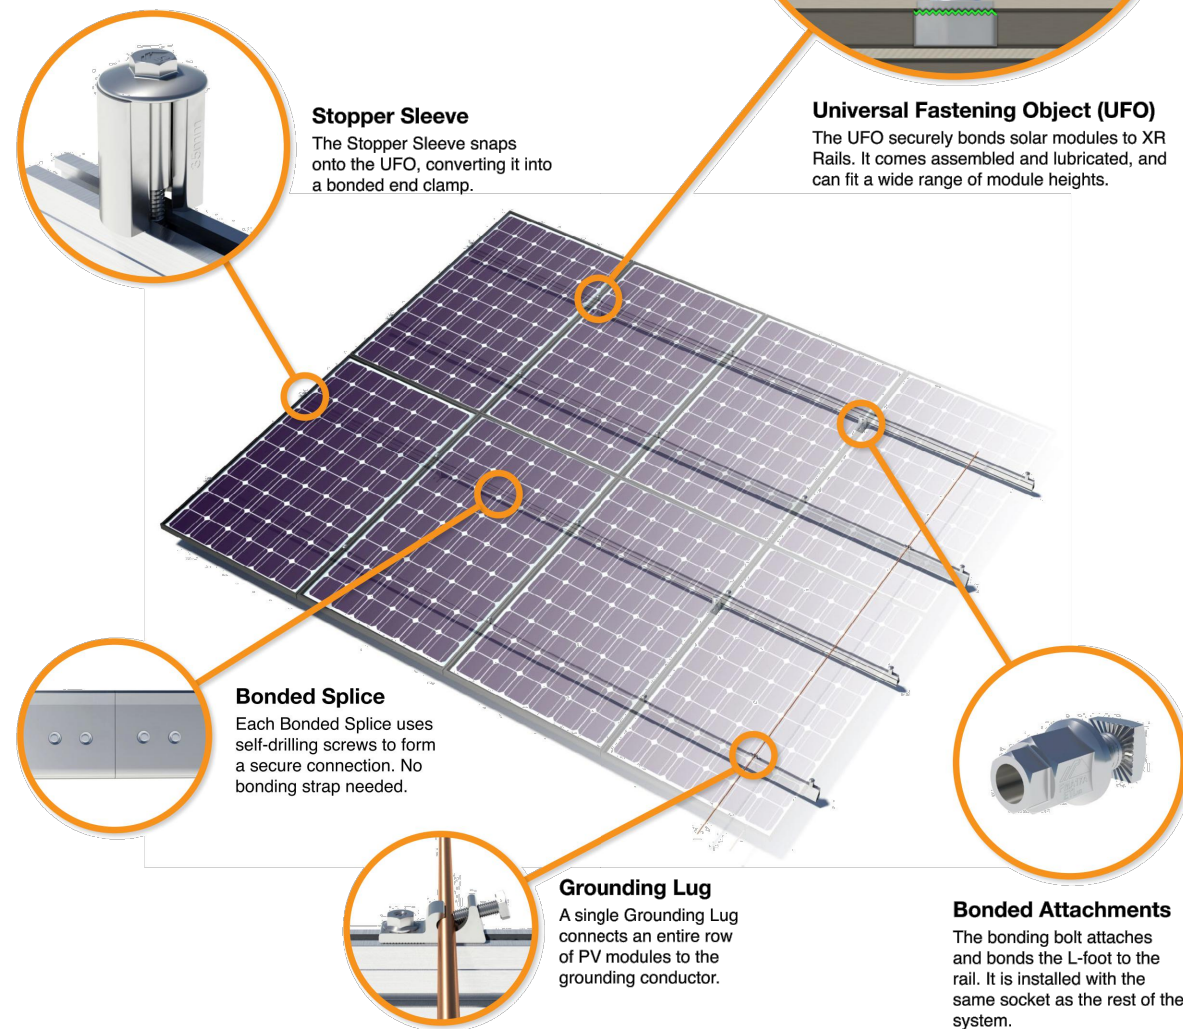 Stopper Sleeve
The Stopper Sleeve snaps
onto the UFO, converting it into
a bonded end clamp.
Universal Fastening Object (UFO)
The UFO securely bonds solar modules to XR
Rails. It comes assembled and lubricated, and
can fit a wide range of module heights.
Bonded Splice
Each Bonded Splice uses
self-drilling screws to form
a secure connection. No
bonding strap needed.
Grounding Lug
A single Grounding Lug
connects an entire row
of PV modules to the
grounding conductor.
Bonded Attachments
The bonding bolt attaches
and bonds the L-foot to the
rail. It is installed with the
same socket as the rest of the
system.